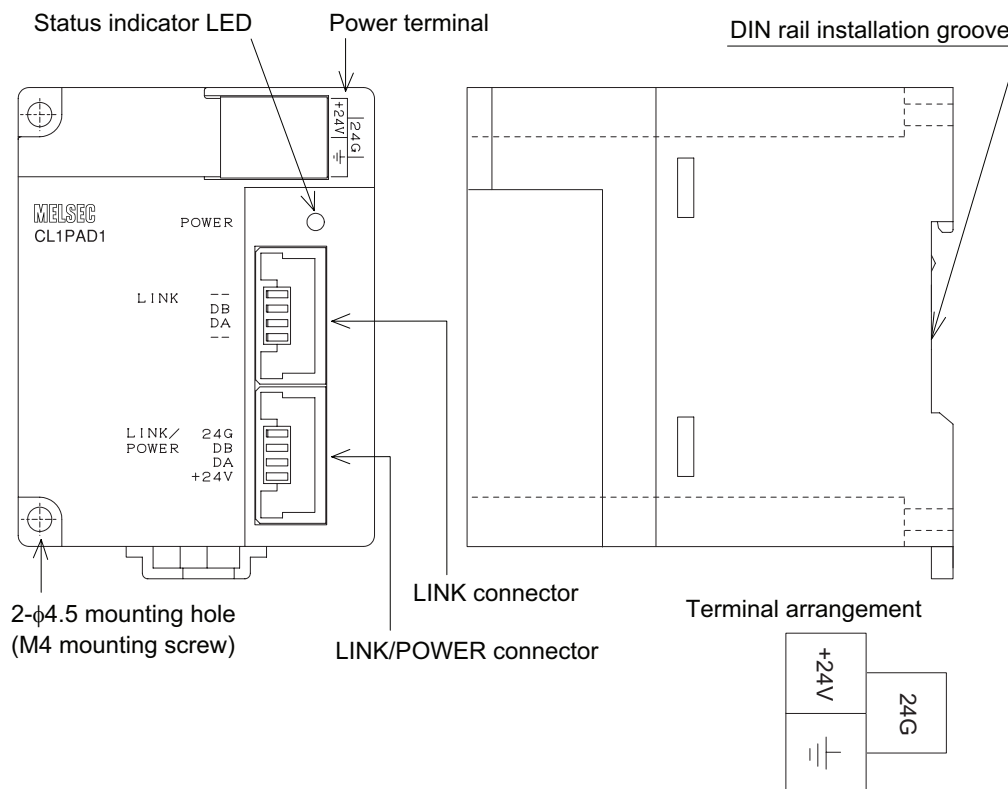 Status indicator LED
Power terminal
DIN rail installation groove
+24V
24G
MELSEC
CL1PAD1
POWER
LINK
--
DB
DA
--
LINK/
POWER
24G
DB
DA
+24V
2-ϕ4.5 mounting hole
(M4 mounting screw)
LINK connector
LINK/POWER connector
Terminal arrangement
+24V
24G